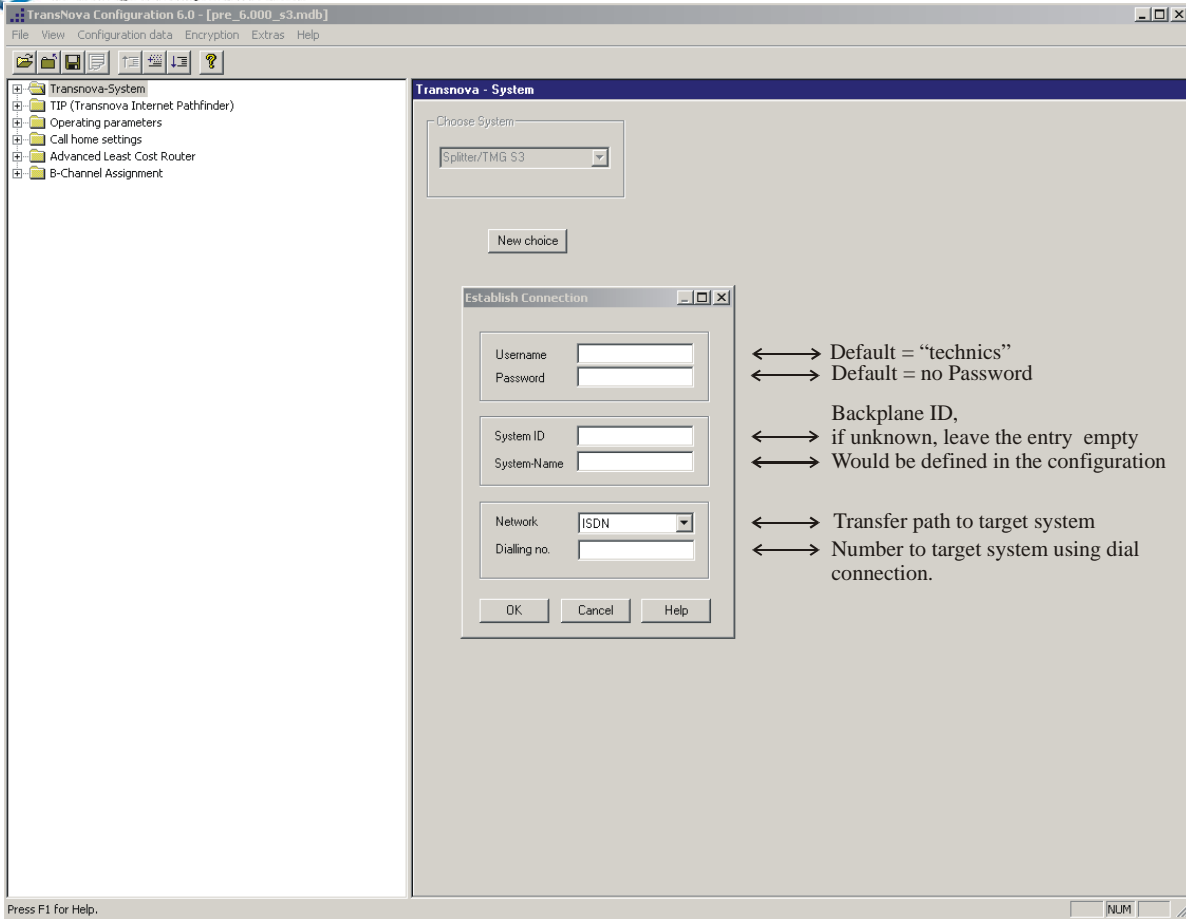 TransNova Configuration 6.0 - [pre_6.000_s3.mdb]
File View Configuration data Encryption Extras Help
Transnova-System
TIP (Transnova Internet Pathfinder)
Operating parameters
Call home settings
Advanced Least Cost Router
B-Channel Assignment
Transnova - System
Choose System
Splitter/TMG S3
New choice
Establish Connection
Username
Default = “technics”
Password
Default = no Password
Backplane ID,
System ID
if unknown, leave the entry empty
System-Name
Would be defined in the configuration
Network
ISDN
Transfer path to target system
Dialling no.
Number to target system using dial
connection.
OK Cancel Help
Press F1 for Help.
NUM